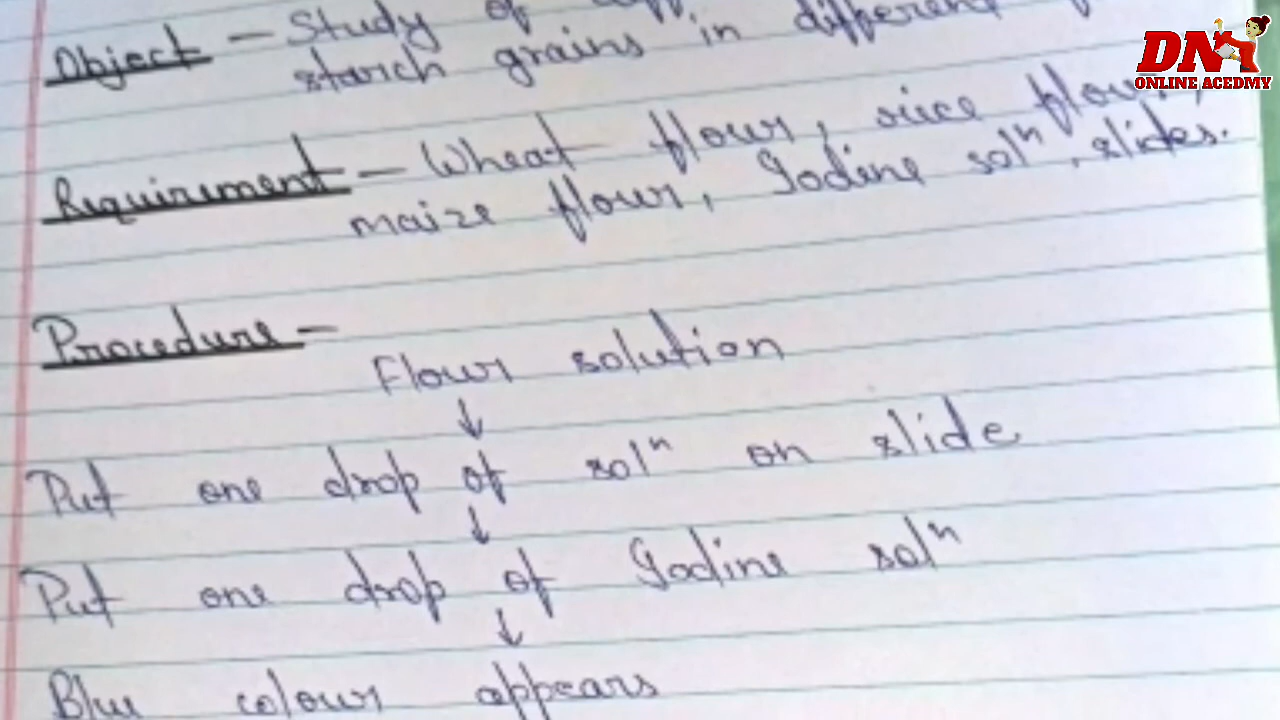 Object - Study of
starch grains in different
Requirement - Wheat flour, rice flour,
maize flour, Iodine solⁿ, slides.
Procedure -
Flour solution
↓
Put one drop of solⁿ on slide
↓
Put one drop of Iodine solⁿ
↓
Blue colour appears
DN
ONLINE ACEDMY